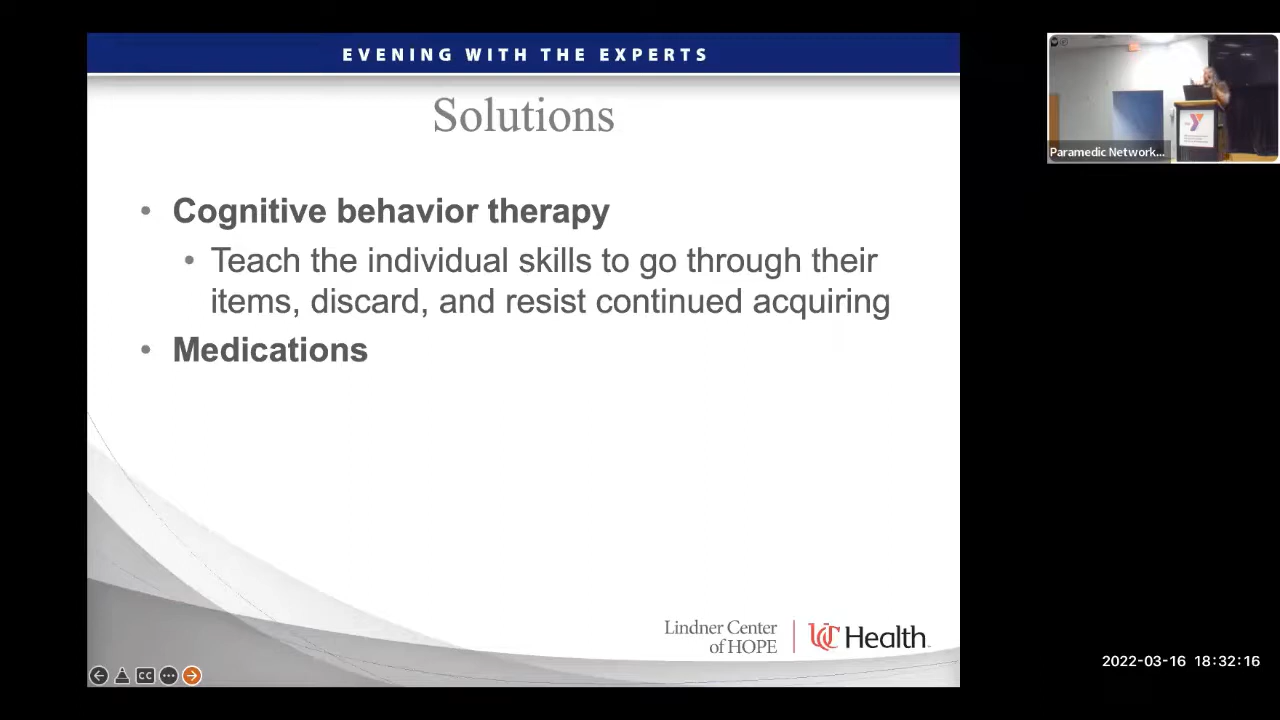 EVENING WITH THE EXPERTS
Solutions
• Cognitive behavior therapy
• Teach the individual skills to go through their
items, discard, and resist continued acquiring
• Medications
Lindner Center
of HOPE
UC Health
CC
Paramedic Network...
2022-03-16 18:32:16